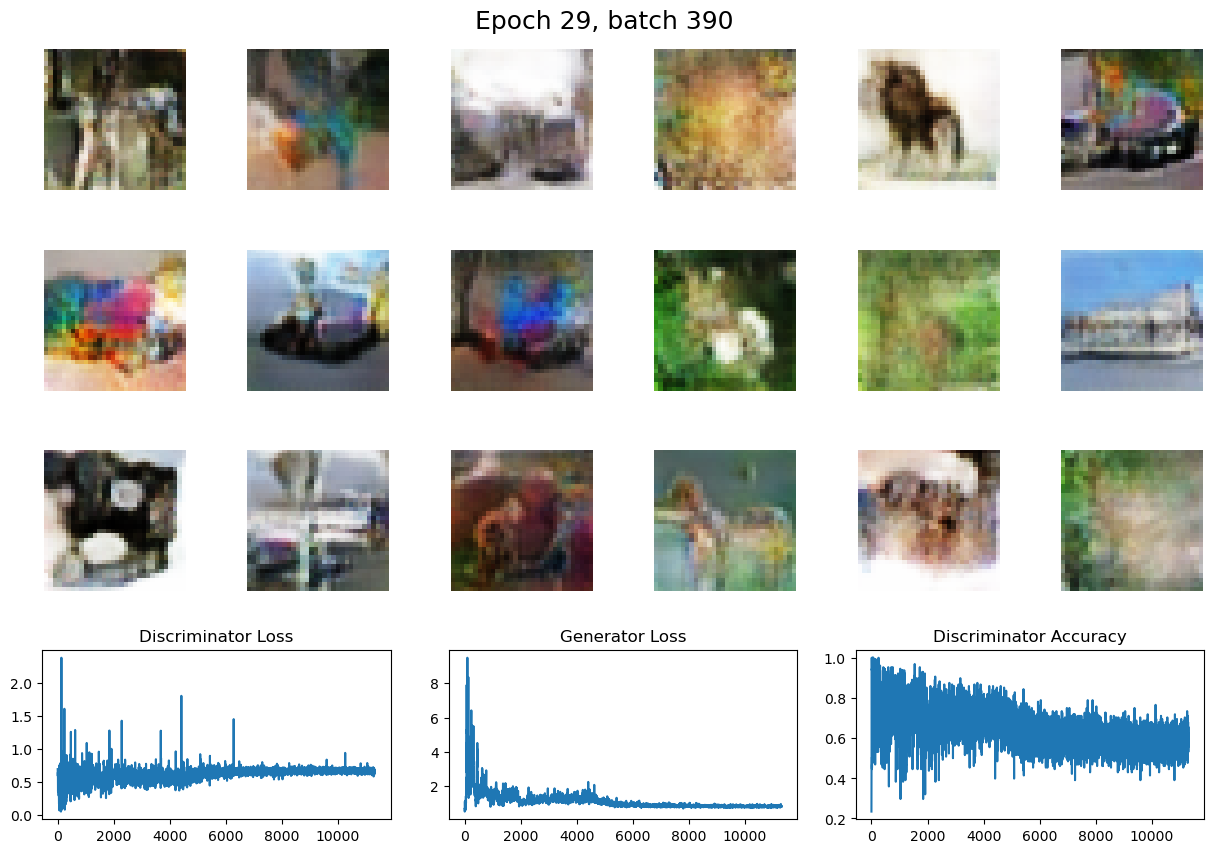 Epoch 29, batch 390
Discriminator Loss
Generator Loss
Discriminator Accuracy
2.0
1.5
1.0
0.5
0.0
0 2000 4000 6000 8000 10000
8
6
4
2
0 2000 4000 6000 8000 10000
1.0
0.8
0.6
0.4
0.2
0 2000 4000 6000 8000 10000